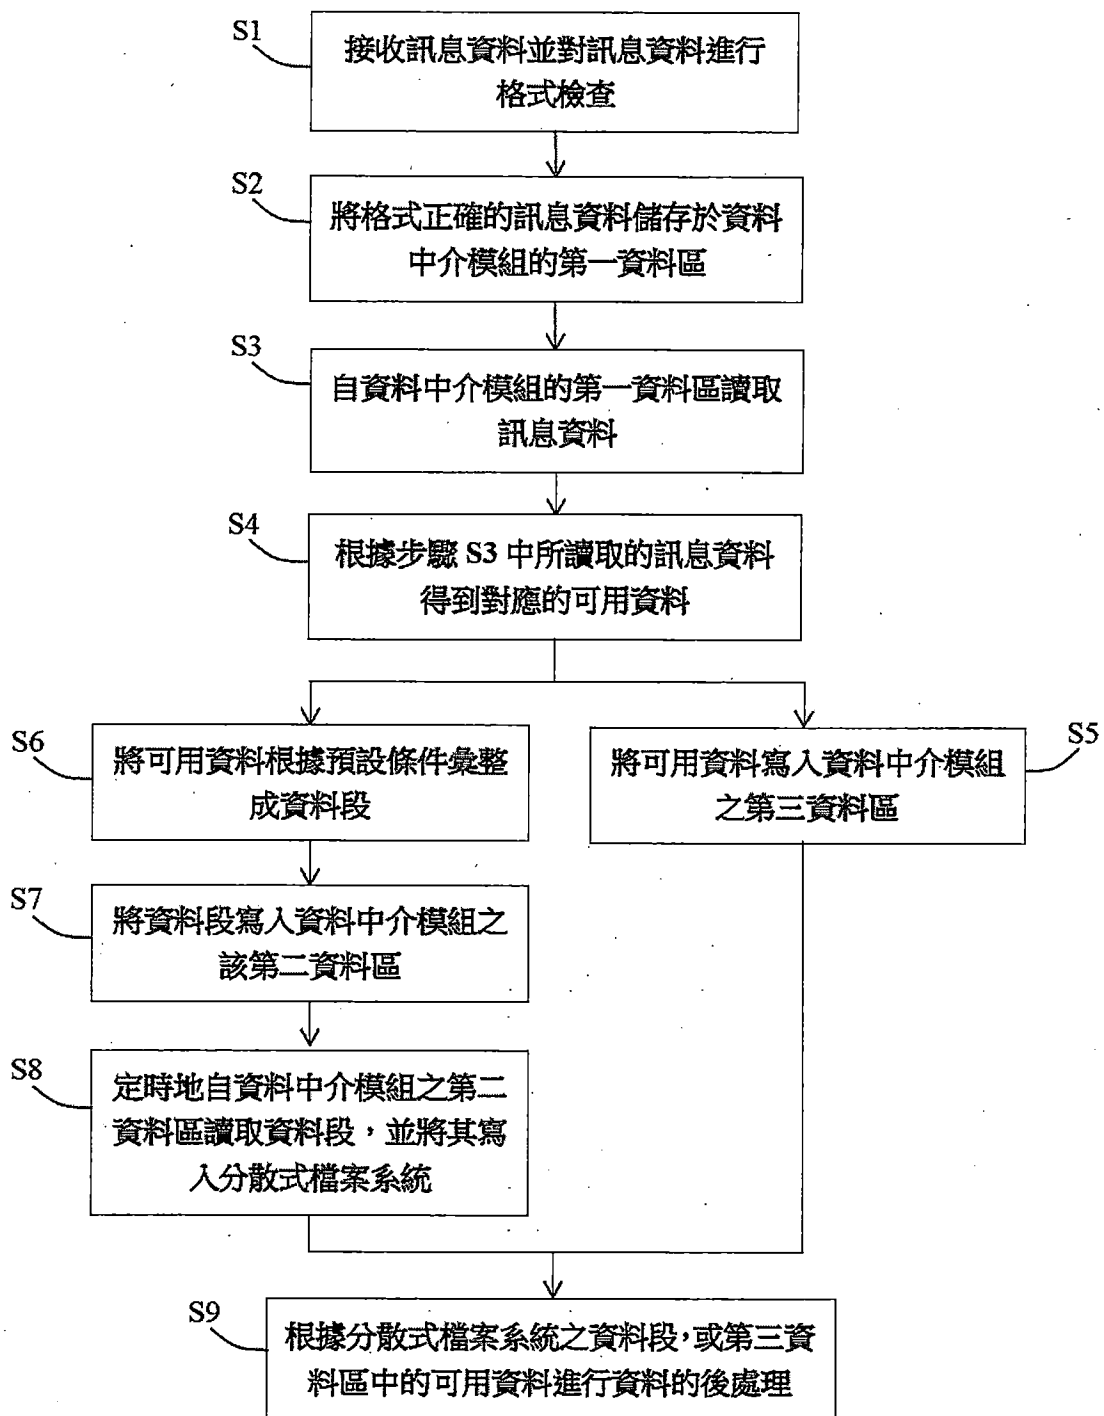 S1
接收訊息資料並對訊息資料進行
格式檢查
S2
將格式正確的訊息資料儲存於資料
中介模組的第一資料區
S3
自資料中介模組的第一資料區讀取
訊息資料
S4
根據步驟 S3 中所讀取的訊息資料
得到對應的可用資料
S6
將可用資料根據預設條件彙整
成資料段
S5
將可用資料寫入資料中介模組
之第三資料區
S7
將資料段寫入資料中介模組之
該第二資料區
S8
定時地自資料中介模組之第二
資料區讀取資料段，並將其寫
入分散式檔案系統
S9
根據分散式檔案系統之資料段，或第三資
料區中的可用資料進行資料的後處理